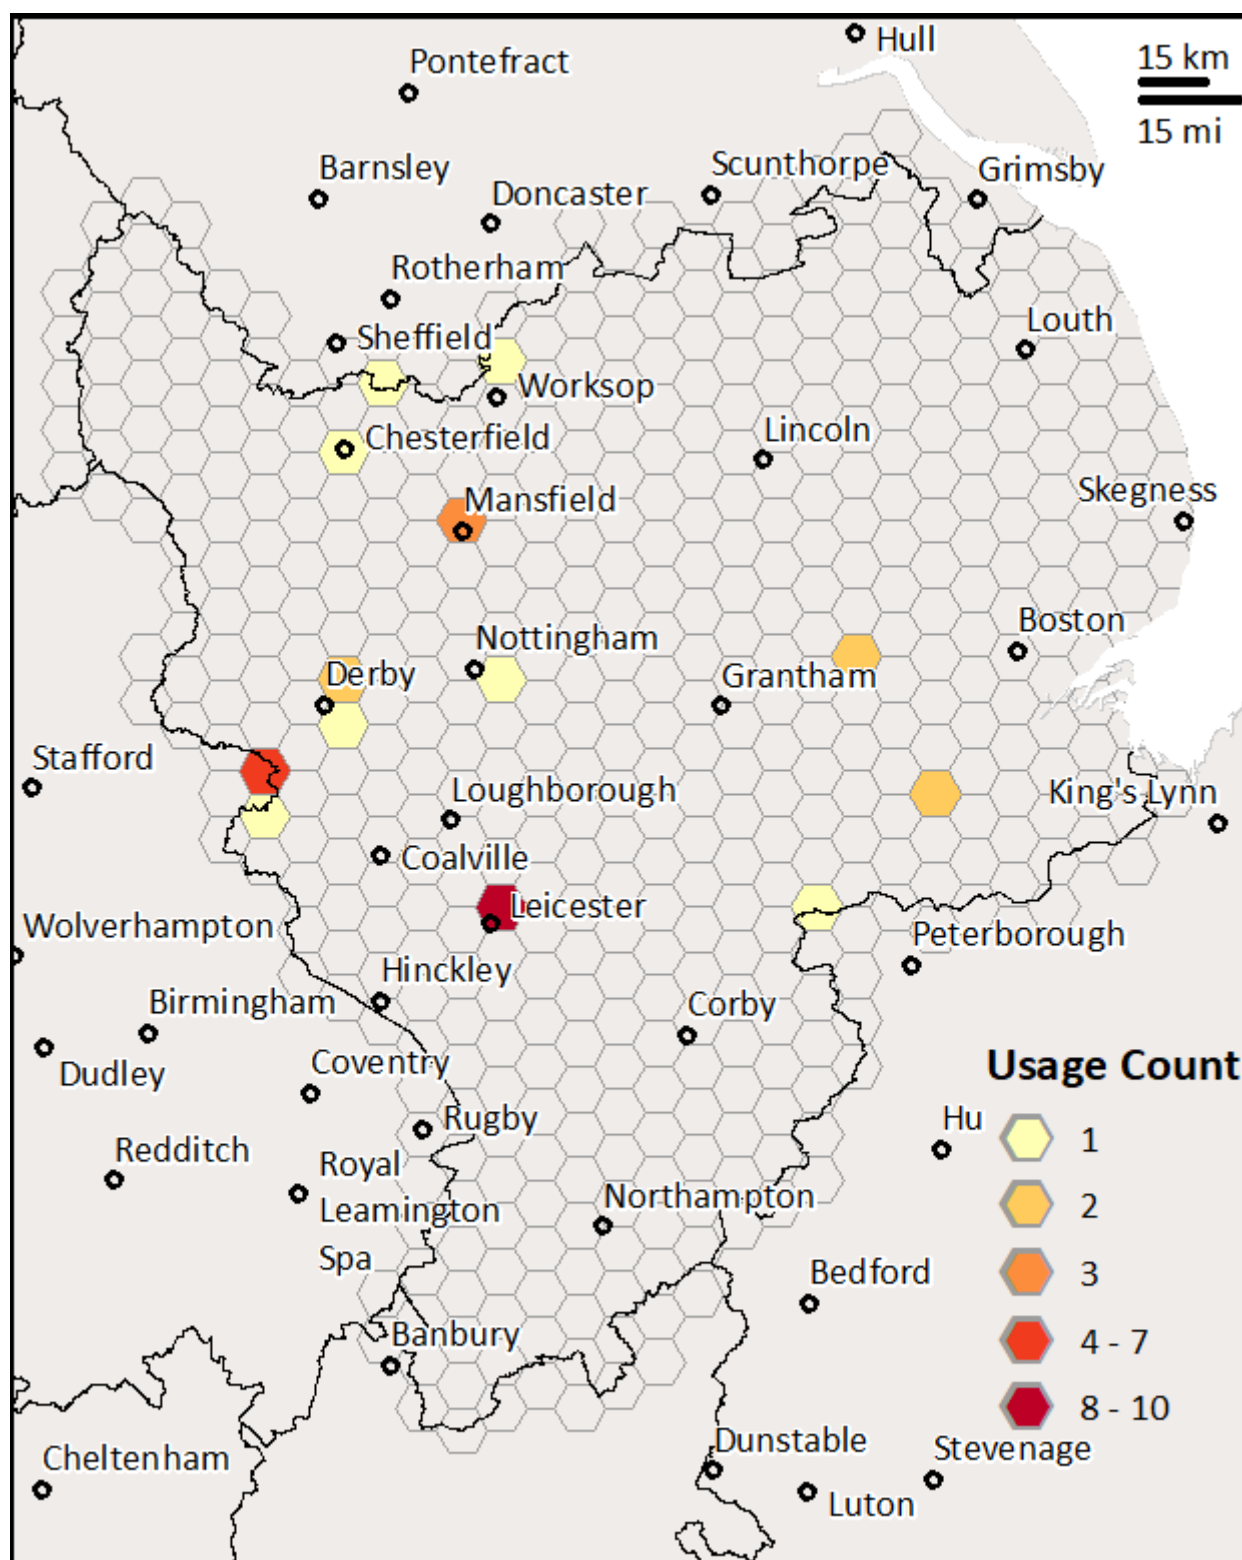 Hull
15 km
Pontefract
15 mi
Barnsley
Scunthorpe
Grimsby
Doncaster
Rotherham
Louth
Sheffield
Worksop
Chesterfield
Lincoln
Mansfield
Skegness
Nottingham
Boston
Derby
Grantham
Stafford
Loughborough
King's Lynn
Coalville
Leicester
Wolverhampton
Peterborough
Hinckley
Birmingham
Corby
Dudley
Coventry
Usage Count
Rugby
Hu
1
Redditch
Royal
Leamington
Spa
Northampton
2
Bedford
3
Banbury
4 - 7
8 - 10
Cheltenham
Dunstable
Stevenage
Luton